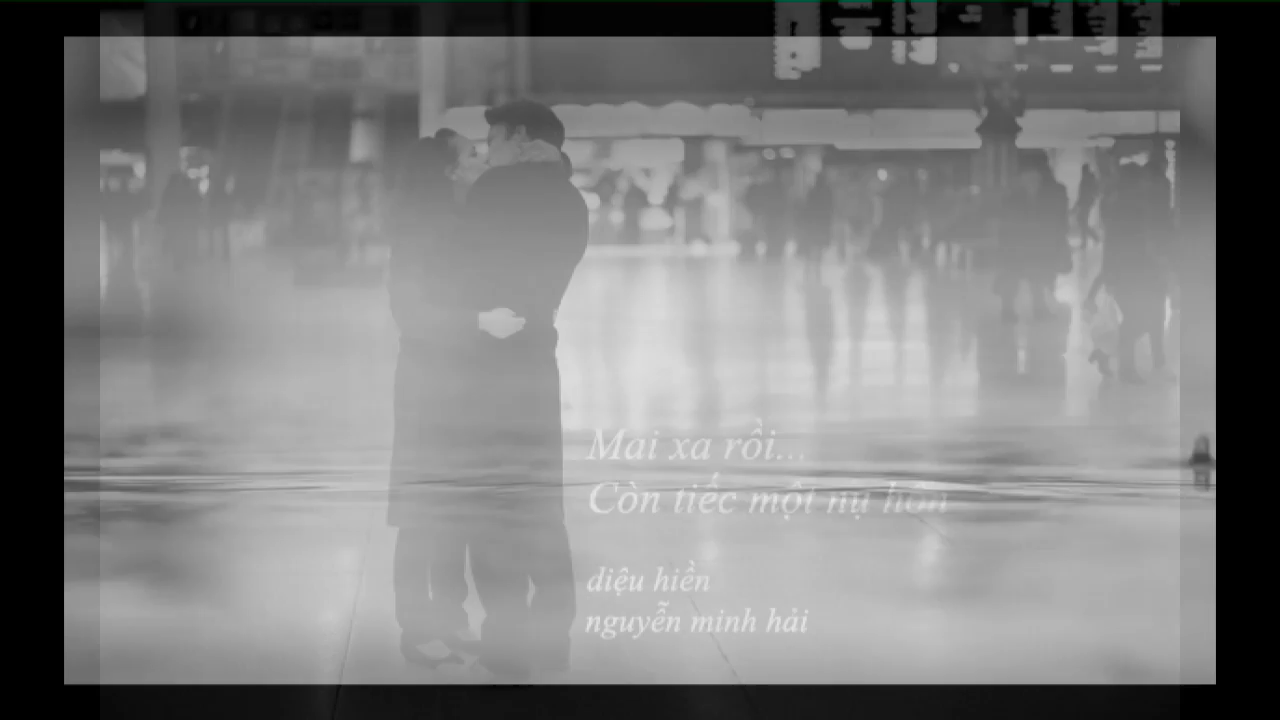 Mai xa rồi...
Còn tiếc một nụ hôn
diệu hiền
nguyễn minh hải